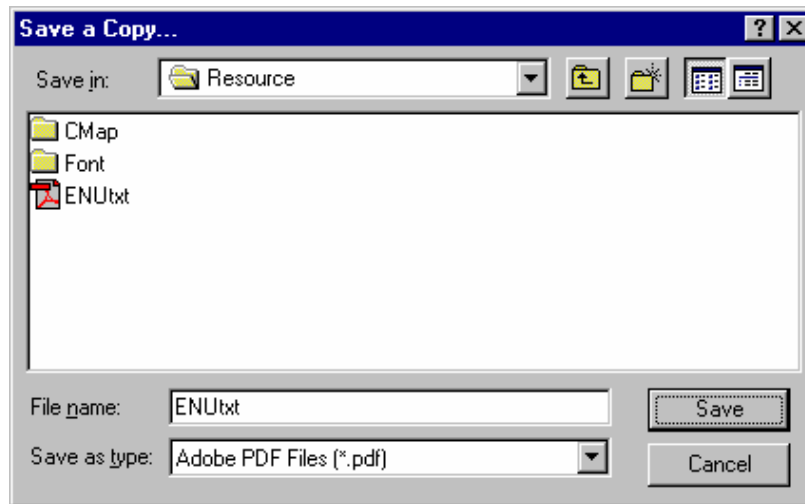 Save a Copy...
Save in: Resource
CMap
Font
ENUtxt
File name: ENUtxt Save
Save as type: Adobe PDF Files (*.pdf) Cancel